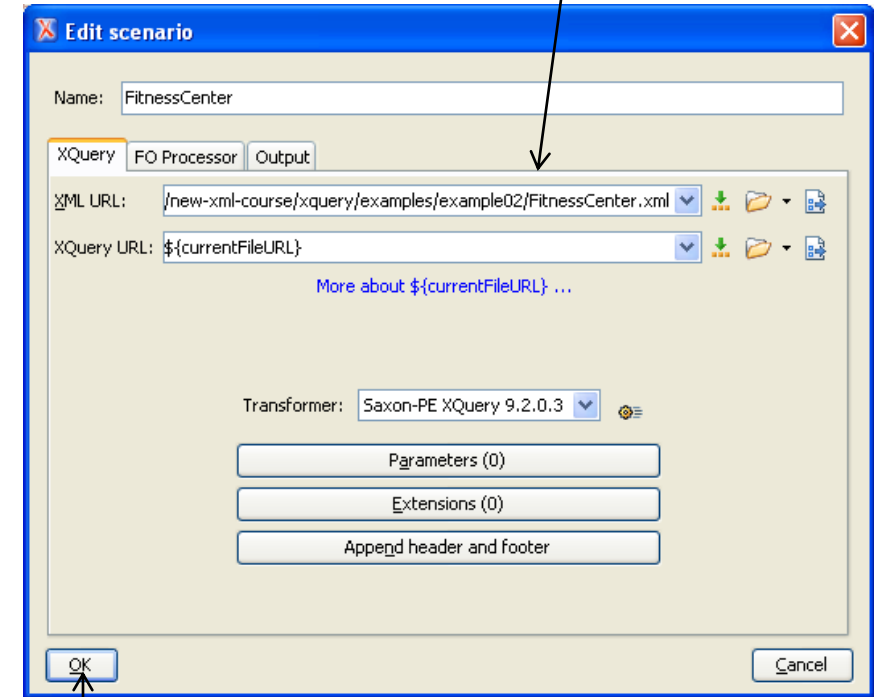 Edit scenario
Name: FitnessCenter
XQuery FO Processor Output
XML URL: /new-xml-course/xquery/examples/example02/FitnessCenter.xml
XQuery URL: ${currentFileURL}
More about ${currentFileURL} ...
Transformer: Saxon-PE XQuery 9.2.0.3
Parameters (0)
Extensions (0)
Append header and footer
OK Cancel